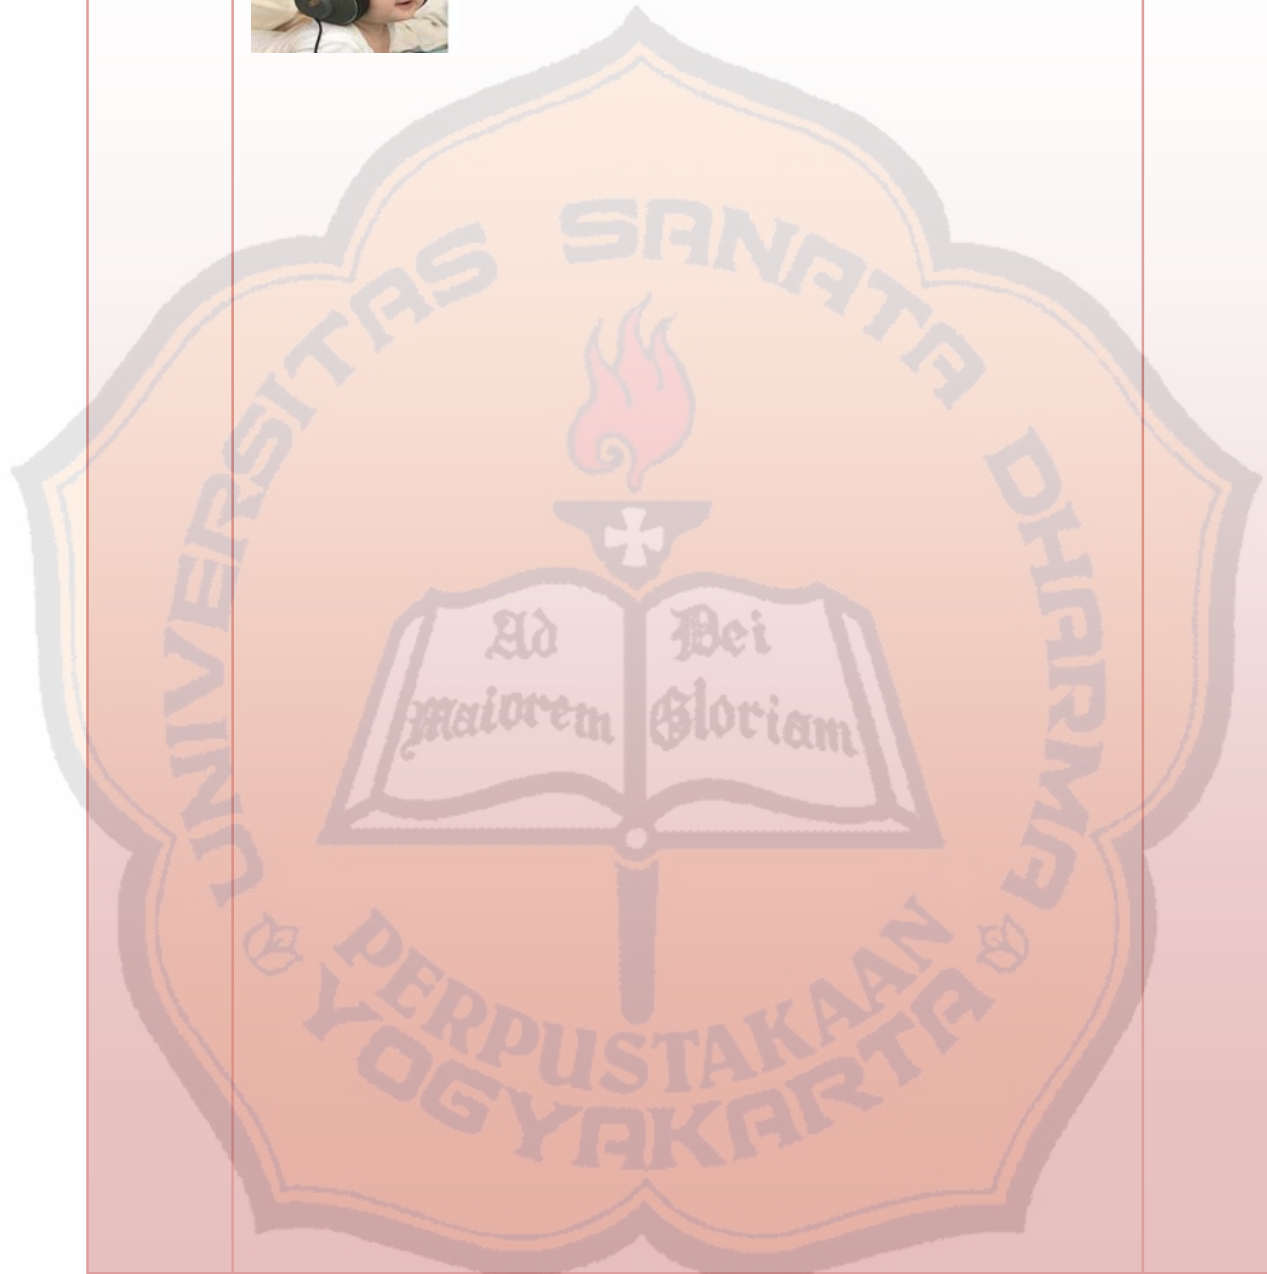 UNIVERSITAS SANATA DHARMA
Ad
maiorem
Dei
Gloriam
PERPUSTAKAAN
YOGYAKARTA